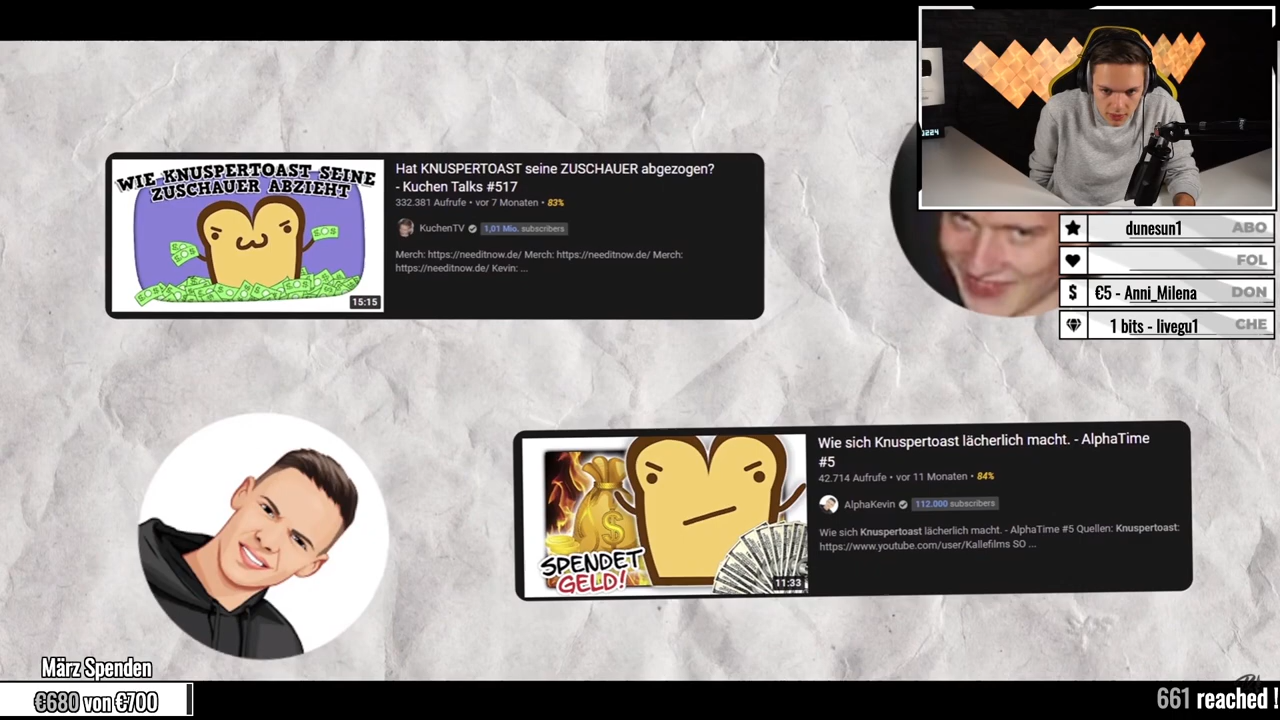 WIE KNUSPERTOAST SEINE
ZUSCHAUER ABZIEHT
15:15
Hat KNUSPERTOAST seine ZUSCHAUER abgezogen?
- Kuchen Talks #517
332.381 Aufrufe • vor 7 Monaten • 83%
KuchenTV 1,01 Mio. subscribers
Merch: https://needitnow.de/ Merch: https://needitnow.de/ Merch:
https://needitnow.de/ Kevin: ...
dunesun1 ABO
FOL
$ €5 - Anni_Milena DON
1 bits - livegu1 CHE
SPENDET
GELD!
11:33
Wie sich Knuspertoast lächerlich macht. - AlphaTime
#5
42.714 Aufrufe • vor 11 Monaten • 84%
AlphaKevin 112.000 subscribers
Wie sich Knuspertoast lächerlich macht. - AlphaTime #5 Quellen: Knuspertoast:
https://www.youtube.com/user/Kallefilms SO ...
März Spenden
€680 von €700
661 reached !